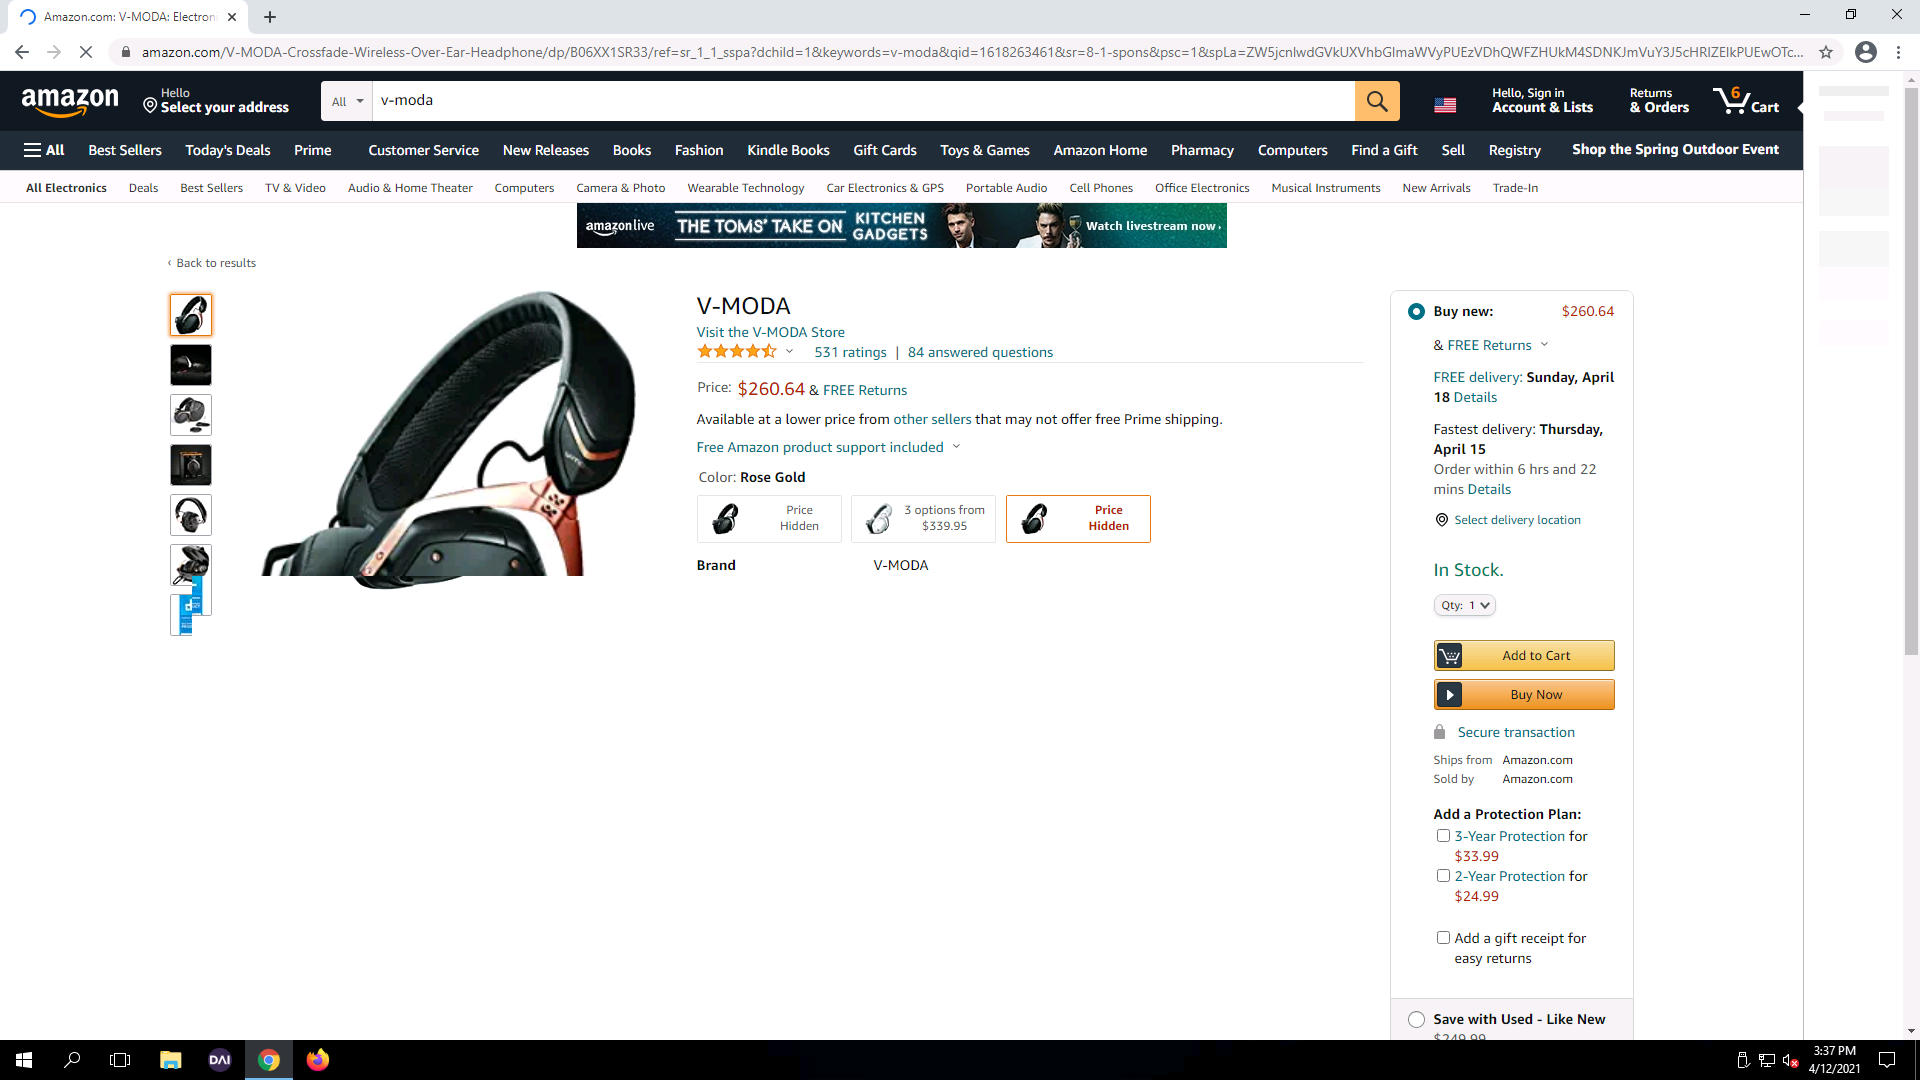 Amazon.com: V-MODA: Electron
amazon.com/V-MODA-Crossfade-Wireless-Over-Ear-Headphone/dp/B06XX1SR33/ref=sr_1_1_sspa?dchild=1&keywords=v-moda&qid=1618263461&sr=8-1-spons&psc=1&spLa=ZW5jcnlwdGVkUXVhbGlmaWVyPUEzVDhQWFZHUkM4SDNKJmVuY3J5cHRlZElkPUEwOTc...
amazon
Hello
Select your address
All
v-moda
Hello, Sign in
Account & Lists
Returns
& Orders
6
Cart
All
Best Sellers
Today's Deals
Prime
Customer Service
New Releases
Books
Fashion
Kindle Books
Gift Cards
Toys & Games
Amazon Home
Pharmacy
Computers
Find a Gift
Sell
Registry
Shop the Spring Outdoor Event
All Electronics
Deals
Best Sellers
TV & Video
Audio & Home Theater
Computers
Camera & Photo
Wearable Technology
Car Electronics & GPS
Portable Audio
Cell Phones
Office Electronics
Musical Instruments
New Arrivals
Trade-In
amazonlive
THE TOMS' TAKE ON
KITCHEN
GADGETS
Watch livestream now ›
‹ Back to results
V-MODA
Visit the V-MODA Store
531 ratings | 84 answered questions
Price: $260.64 & FREE Returns
Available at a lower price from other sellers that may not offer free Prime shipping.
Free Amazon product support included
Color: Rose Gold
Price
Hidden
3 options from
$339.95
Price
Hidden
Brand V-MODA
Buy new: $260.64
& FREE Returns
FREE delivery: Sunday, April
18 Details
Fastest delivery: Thursday,
April 15
Order within 6 hrs and 22
mins Details
Select delivery location
In Stock.
Qty: 1
Add to Cart
Buy Now
Secure transaction
Ships from Amazon.com
Sold by Amazon.com
Add a Protection Plan:
3-Year Protection for
$33.99
2-Year Protection for
$24.99
Add a gift receipt for
easy returns
Save with Used - Like New
$249.99
DAI
3:37 PM
4/12/2021